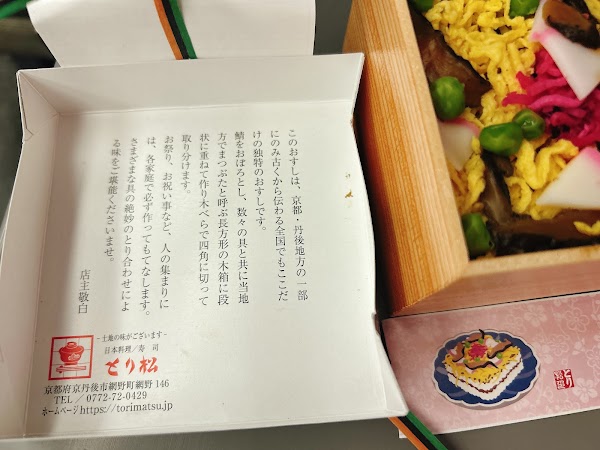 このおすしは、京都・丹後地方の一部
にのみ古くから伝わる全国でもここだ
けの独特のおすしです。
鯖をおぼろとし、数々の具と共に当地
方でまつぶたと呼ぶ長方形の木箱に段
状に重ねて作り木べらで四角に切って
取り分けます。
お祭り、お祝い事など、人の集まりに
は、各家庭で必ず作ってもてなします。
さまざまな具の絶妙のとり合わせによ
る味をご堪能くださいませ。
店主敬白
-土地の味がございます-
日本料理/寿司
とり松
京都府京丹後市網野町網野 146
TEL / 0772-72-0429
ホームページ https://torimatsu.jp